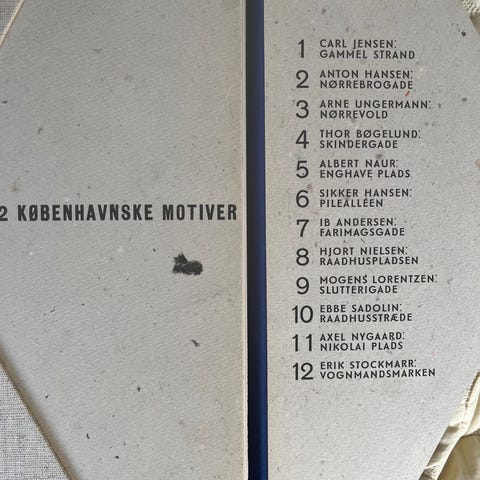 2 KØBENHAVNSKE MOTIVER
1 CARL JENSEN:
GAMMEL STRAND
2 ANTON HANSEN:
NØRREBROGADE
3 ARNE UNGERMANN:
NØRREVOLD
4 THOR BØGELUND:
SKINDERGADE
5 ALBERT NAUR:
ENGHAVE PLADS
6 SIKKER HANSEN:
PILEALLÉEN
7 IB ANDERSEN:
FARIMAGSGADE
8 HJORT NIELSEN:
RAADHUSPLADSEN
9 MOGENS LORENTZEN:
SLUTTERIGADE
10 EBBE SADOLIN:
RAADHUSSTRÆDE
11 AXEL NYGAARD:
NIKOLAI PLADS
12 ERIK STOCKMARR:
VOGNMANDSMARKEN